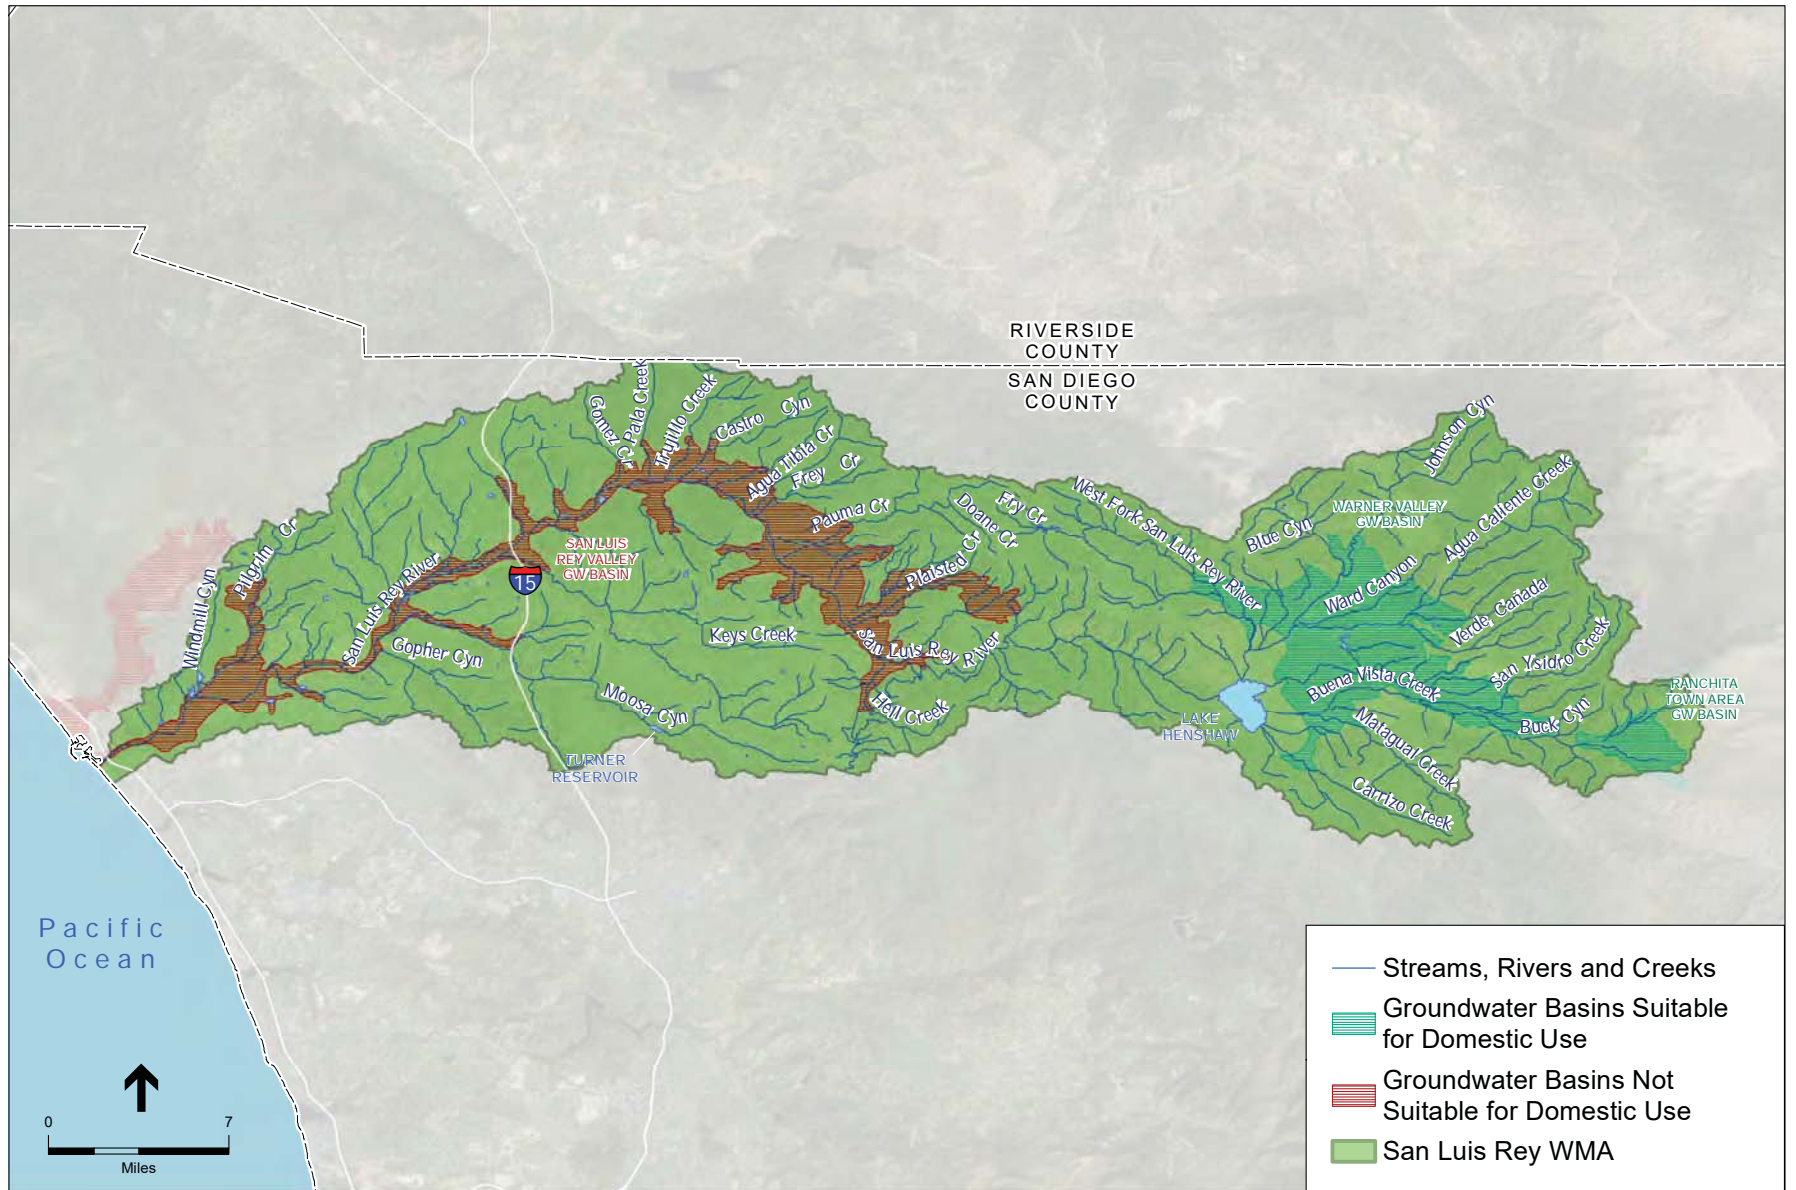 RIVERSIDE
COUNTY
SAN DIEGO
COUNTY
Gomez Cr
Pala Creek
Trujillo Creek
Castro Cyn
Agua Tibia Cr
Frey Cr
Pauma Cr
Doane Cr
Fry Cr
West Fork San Luis Rey River
Blue Cyn
Johnson Cyn
WARNER VALLEY
GW BASIN
Agua Caliente Creek
Pilgrim Cr
Windmill Cyn
San Luis Rey River
SAN LUIS
REY VALLEY
GW BASIN
15
Plaisted Cr
Ward Canyon
Verde Canada
San Ysidro Creek
Gopher Cyn
Keys Creek
San Luis Rey River
Hell Creek
Moosa Cyn
TURNER
RESERVOIR
LAKE
HENSHAW
Buena Vista Creek
Matagual Creek
Carrizo Creek
Buck Cyn
RANCHITA
TOWN AREA
GW BASIN
Pacific
Ocean
0 7
Miles
Streams, Rivers and Creeks
Groundwater Basins Suitable
for Domestic Use
Groundwater Basins Not
Suitable for Domestic Use
San Luis Rey WMA